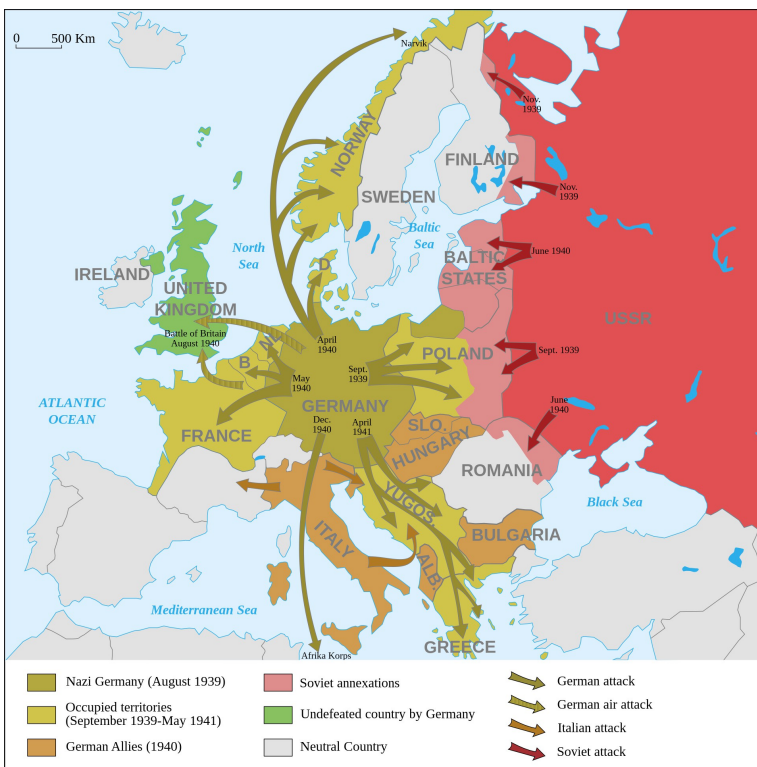 0 500 Km
Narvik
Nov.
1939
NORWAY
FINLAND
SWEDEN
Nov.
1939
Baltic
Sea
North
Sea
June 1940
BALTIC
STATES
IRELAND
UNITED
KINGDOM
D
USSR
Battle of Britain
August 1940
NL
April
1940
Sept. 1939
POLAND
B
May
1940
Sept.
1939
ATLANTIC
OCEAN
GERMANY
June
1940
Dec.
1940
April
1941
FRANCE
SLO.
HUNGARY
ROMANIA
YUGOS.
Black Sea
ITALY
BULGARIA
ALB.
Mediterranean Sea
GREECE
Afrika Korps
Nazi Germany (August 1939)
Occupied territories
(September 1939-May 1941)
German Allies (1940)
Soviet annexations
Undefeated country by Germany
Neutral Country
German attack
German air attack
Italian attack
Soviet attack